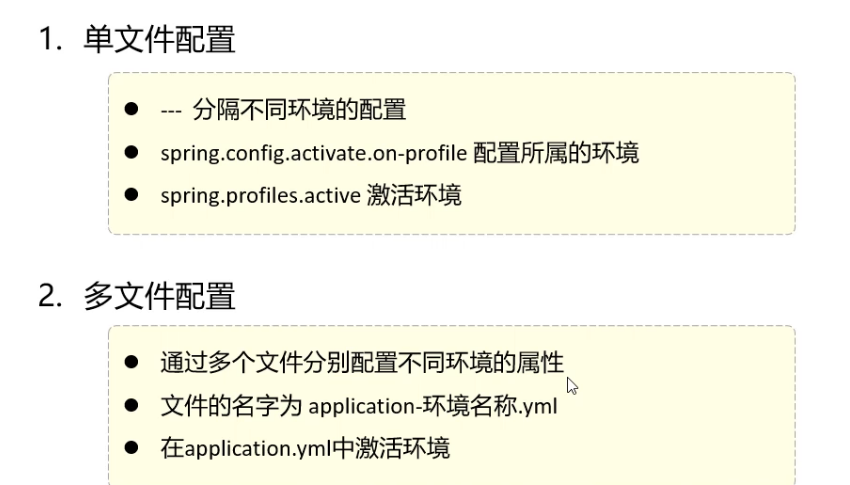 1. 单文件配置
● --- 分隔不同环境的配置
● spring.config.activate.on-profile 配置所属的环境
● spring.profiles.active 激活环境
2. 多文件配置
● 通过多个文件分别配置不同环境的属性
● 文件的名字为 application-环境名称.yml
● 在application.yml中激活环境